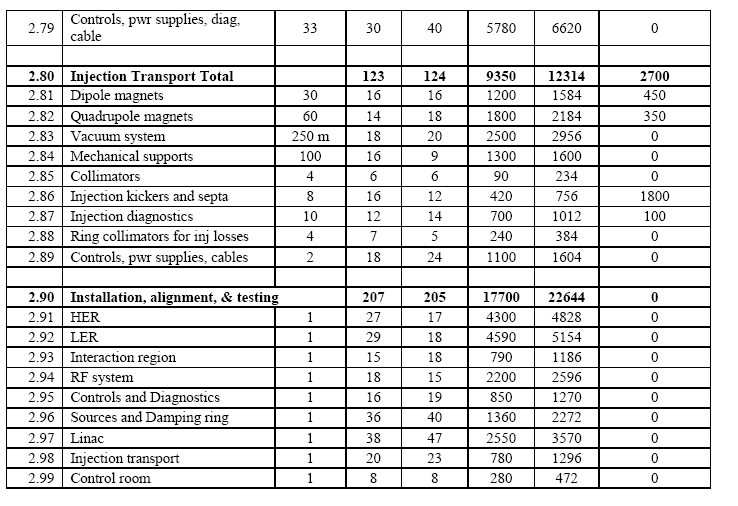 2.79 Controls, pwr supplies, diag, cable 33 30 40 5780 6620 0
2.80 Injection Transport Total 123 124 9350 12314 2700
2.81 Dipole magnets 30 16 16 1200 1584 450
2.82 Quadrupole magnets 60 14 18 1800 2184 350
2.83 Vacuum system 250 m 18 20 2500 2956 0
2.84 Mechanical supports 100 16 9 1300 1600 0
2.85 Collimators 4 6 6 90 234 0
2.86 Injection kickers and septa 8 16 12 420 756 1800
2.87 Injection diagnostics 10 12 14 700 1012 100
2.88 Ring collimators for inj losses 4 7 5 240 384 0
2.89 Controls, pwr supplies, cables 2 18 24 1100 1604 0
2.90 Installation, alignment, & testing 207 205 17700 22644 0
2.91 HER 1 27 17 4300 4828 0
2.92 LER 1 29 18 4590 5154 0
2.93 Interaction region 1 15 18 790 1186 0
2.94 RF system 1 18 15 2200 2596 0
2.95 Controls and Diagnostics 1 16 19 850 1270 0
2.96 Sources and Damping ring 1 36 40 1360 2272 0
2.97 Linac 1 38 47 2550 3570 0
2.98 Injection transport 1 20 23 780 1296 0
2.99 Control room 1 8 8 280 472 0